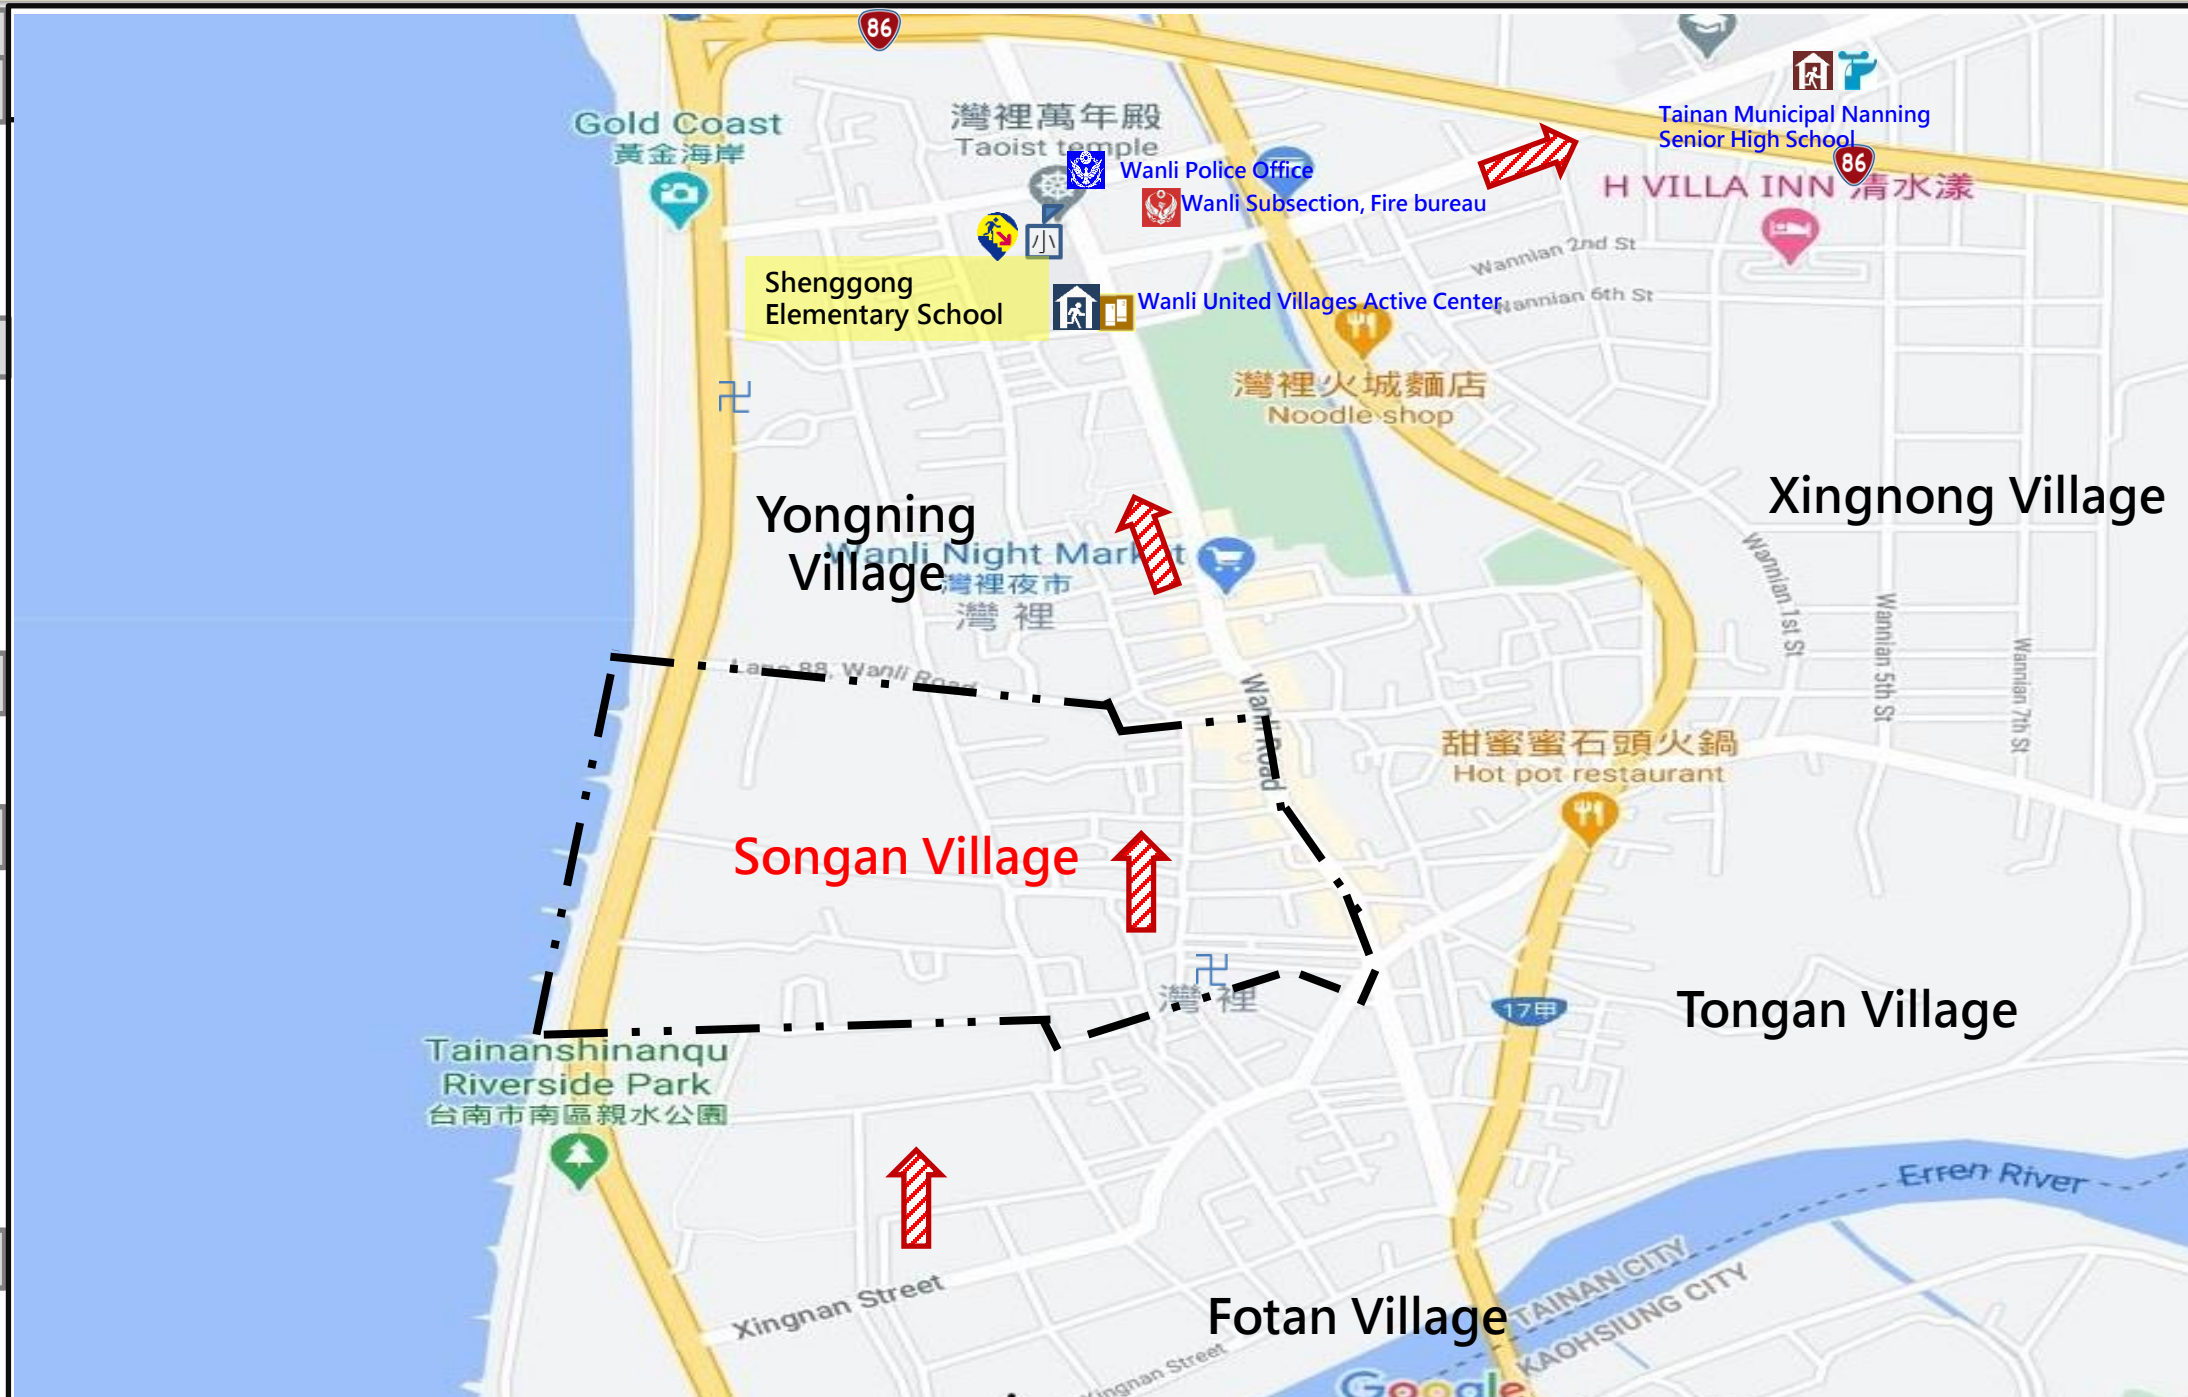 86
Gold Coast
黃金海岸
灣裡萬年殿
Taoist temple
Wanli Police Office
Wanli Subsection, Fire bureau
小
Shenggong
Elementary School
Wanli United Villages Active Center
Tainan Municipal Nanning
Senior High School
86
H VILLA INN 清水漾
Wannian 2nd St
Wannian 6th St
灣裡火城麵店
Noodle shop
Yongning
Village
Wanli Night Market
灣裡夜市
灣裡
Xingnong Village
Wannian 1st St
Wannian 5th St
Wannian 7th St
Lane 88, Wanli Road
Wanli Road
甜蜜蜜石頭火鍋
Hot pot restaurant
Songan Village
灣裡
17甲
Tongan Village
Tainanshinanqu
Riverside Park
台南市南區親水公園
Erren River
TAINAN CITY
KAOHSIUNG CITY
Xingnan Street
Fotan Village
Xingnan Street
Google